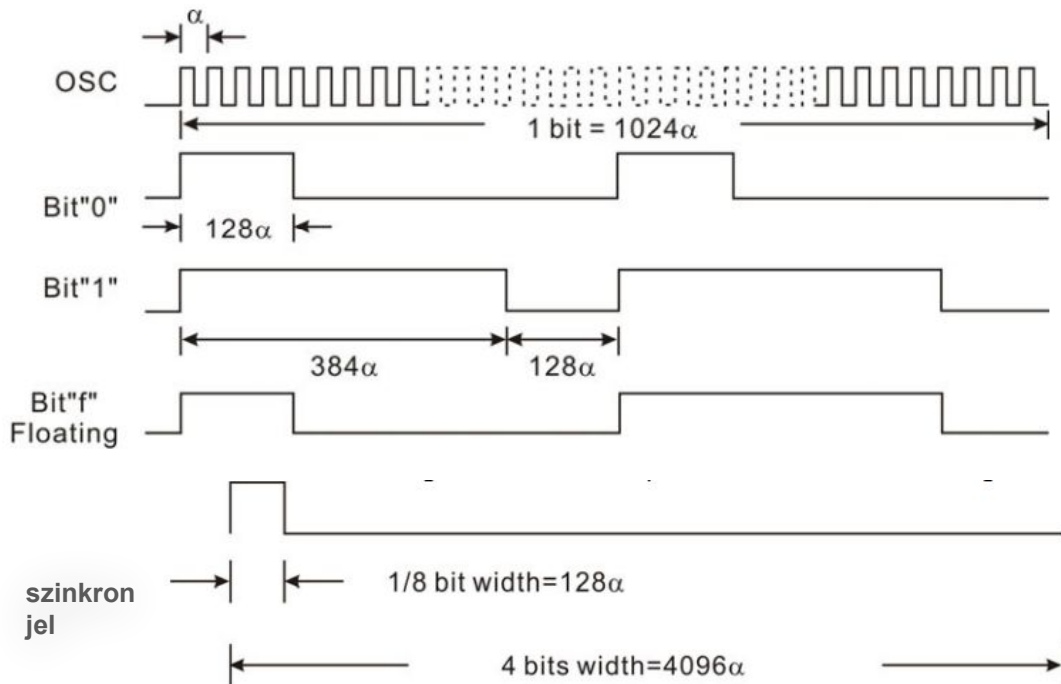 α
OSC
1 bit = 1024α
Bit"0"
128α
Bit"1"
384α
128α
Bit"f"
Floating
szinkron
jel
1/8 bit width=128α
4 bits width=4096α